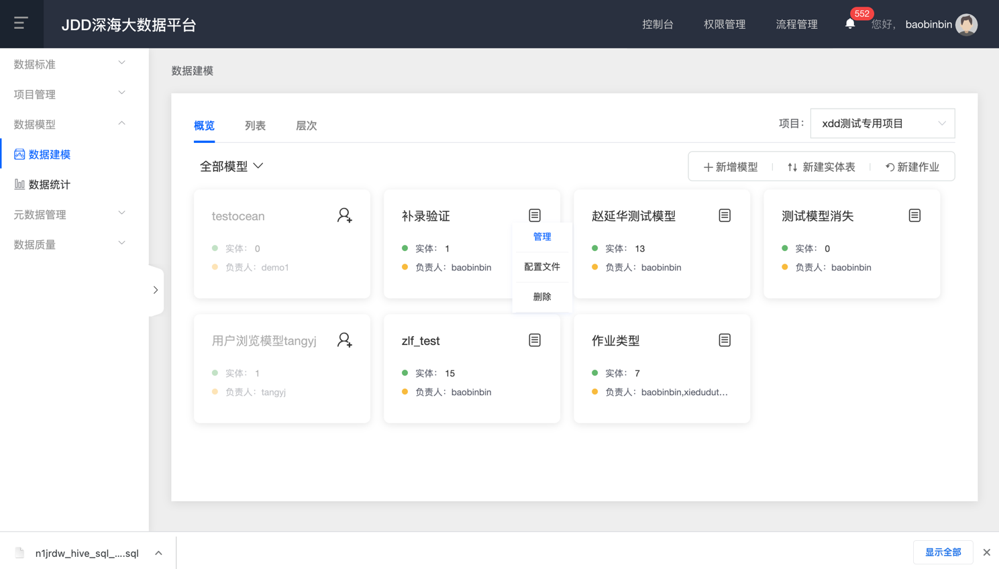 JDD深海大数据平台
控制台
权限管理
流程管理
552
您好，
baobinbin
数据标准
项目管理
数据模型
数据建模
数据统计
元数据管理
数据质量
数据建模
概览
列表
层次
项目：
xdd测试专用项目
全部模型
新增模型
新建实体表
新建作业
testocean
实体： 0
负责人：demo1
补录验证
实体： 1
负责人：baobinbin
管理
配置文件
删除
赵延华测试模型
实体： 13
负责人：baobinbin
测试模型消失
实体： 0
负责人：baobinbin
用户浏览模型tangyj
实体： 1
负责人：tangyj
zlf_test
实体： 15
负责人：baobinbin
作业类型
实体： 7
负责人：baobinbin,xiedudut...
n1jrdw_hive_sql_....sql
显示全部